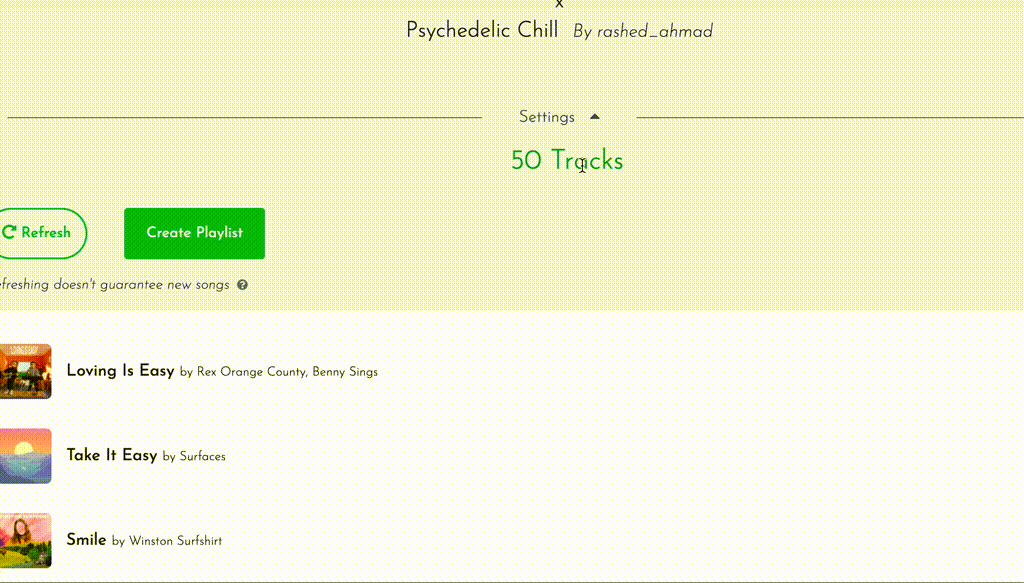 x
Psychedelic Chill By rashed_ahmad
Settings
50 Tracks
Refresh
Create Playlist
efreshing doesn't guarantee new songs ?
Loving Is Easy by Rex Orange County, Benny Sings
Take It Easy by Surfaces
Smile by Winston Surfshirt